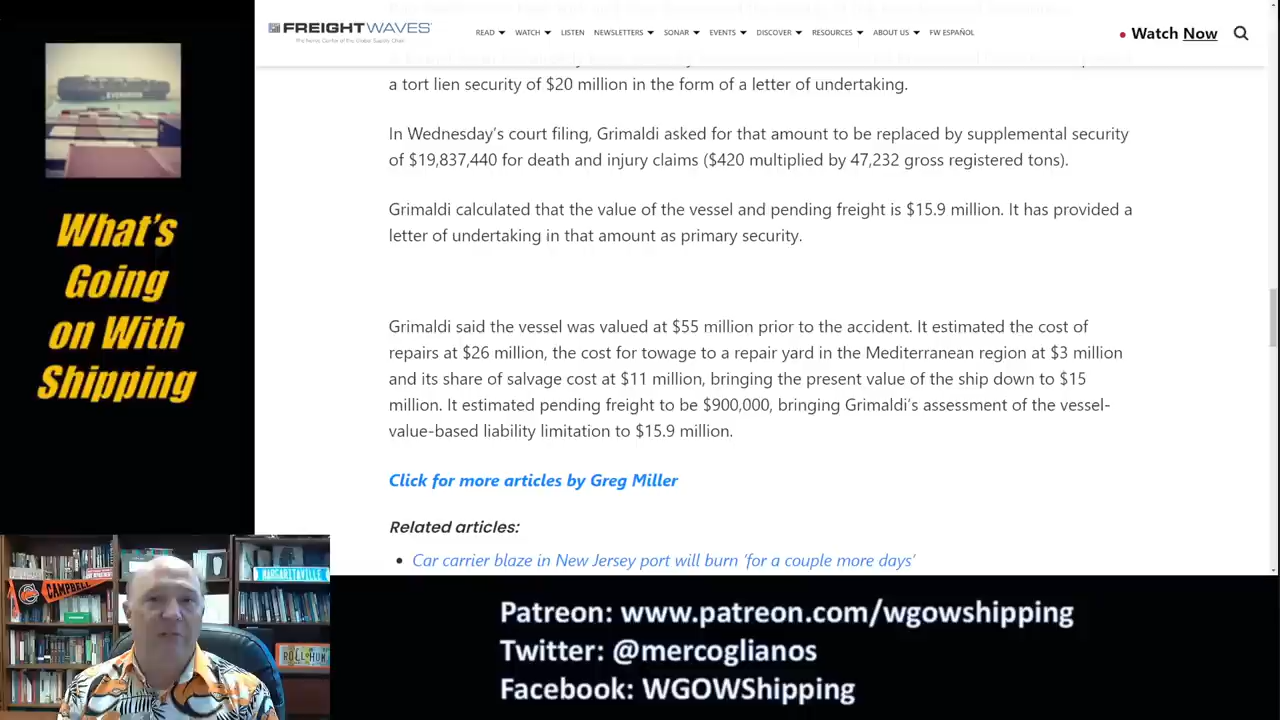 FREIGHTWAVES
READ WATCH LISTEN NEWSLETTERS SONAR EVENTS DISCOVER RESOURCES ABOUT US FW ESPAÑOL
Watch Now
a tort lien security of $20 million in the form of a letter of undertaking.
In Wednesday's court filing, Grimaldi asked for that amount to be replaced by supplemental security
of $19,837,440 for death and injury claims ($420 multiplied by 47,232 gross registered tons).
Grimaldi calculated that the value of the vessel and pending freight is $15.9 million. It has provided a
letter of undertaking in that amount as primary security.
Grimaldi said the vessel was valued at $55 million prior to the accident. It estimated the cost of
repairs at $26 million, the cost for towage to a repair yard in the Mediterranean region at $3 million
and its share of salvage cost at $11 million, bringing the present value of the ship down to $15
million. It estimated pending freight to be $900,000, bringing Grimaldi's assessment of the vessel-
value-based liability limitation to $15.9 million.
Click for more articles by Greg Miller
Related articles:
• Car carrier blaze in New Jersey port will burn 'for a couple more days'
EVERGREEN
What's
Going
on With
Shipping
CAMPBELL
MARGARITAVILLE
Patreon: www.patreon.com/wgowshipping
Twitter: @mercoglianos
Facebook: WGOWShipping